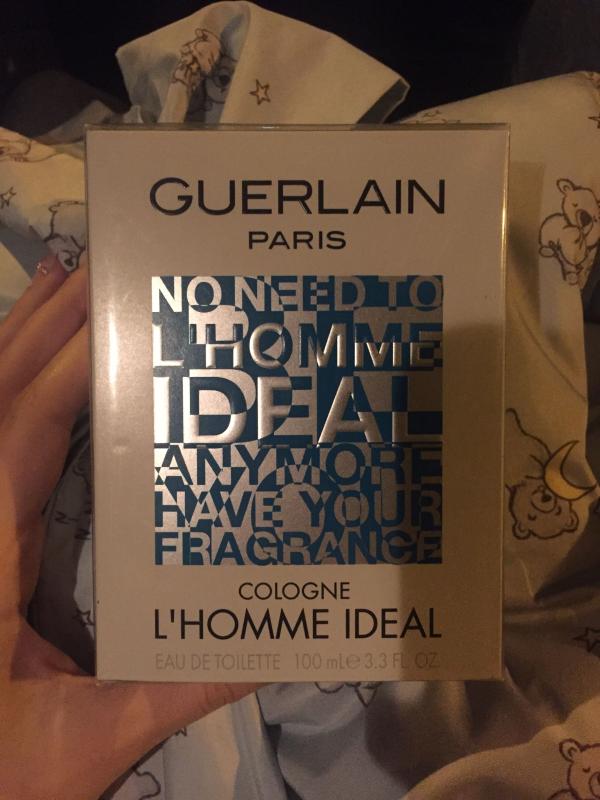 GUERLAIN
PARIS
NO NEED TO
L'HOMME
IDEAL
ANYMORE
HAVE YOUR
FRAGRANCE
COLOGNE
L'HOMME IDEAL
EAU DE TOILETTE 100 mL e 3.3 FL. OZ.